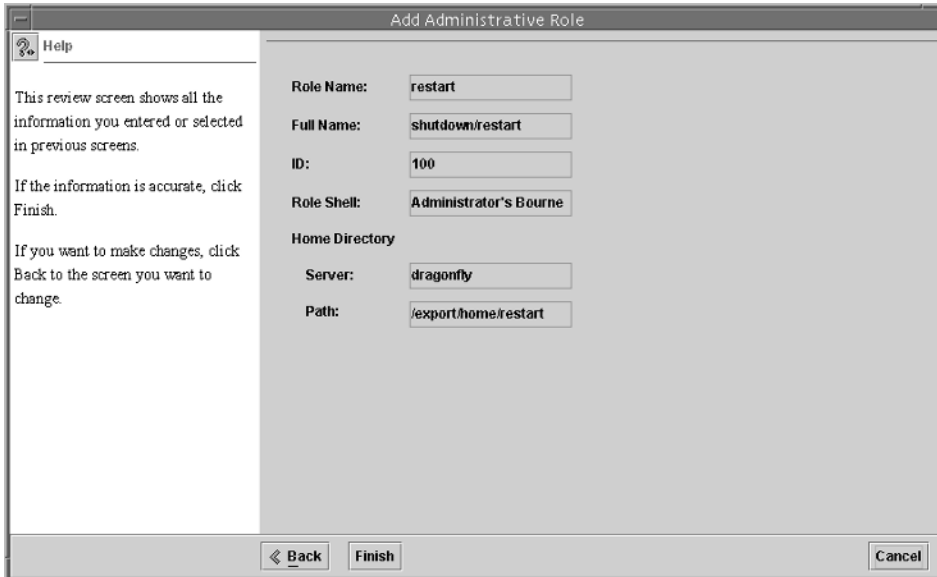 Add Administrative Role
Help
This review screen shows all the
information you entered or selected
in previous screens.
If the information is accurate, click
Finish.
If you want to make changes, click
Back to the screen you want to
change.
Role Name: restart
Full Name: shutdown/restart
ID: 100
Role Shell: Administrator's Bourne
Home Directory
Server: dragonfly
Path: /export/home/restart
Back Finish Cancel